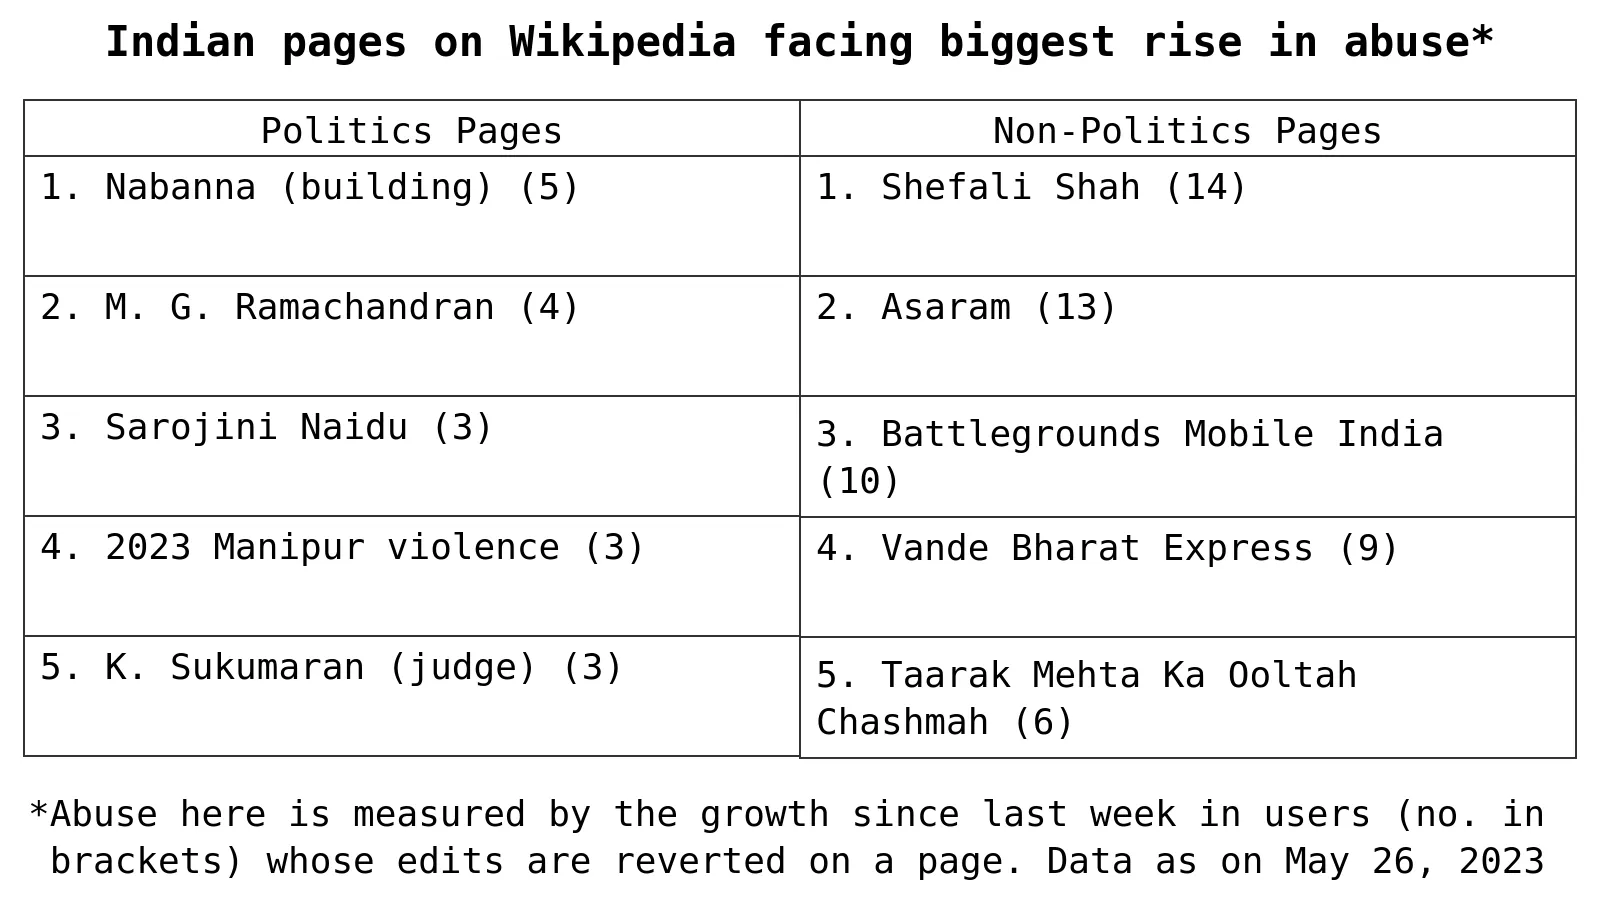 Indian pages on Wikipedia facing biggest rise in abuse*
Politics Pages
Non-Politics Pages
1. Nabanna (building) (5)
1. Shefali Shah (14)
2. M. G. Ramachandran (4)
2. Asaram (13)
3. Sarojini Naidu (3)
3. Battlegrounds Mobile India
(10)
4. 2023 Manipur violence (3)
4. Vande Bharat Express (9)
5. K. Sukumaran (judge) (3)
5. Taarak Mehta Ka Ooltah
Chashmah (6)
*Abuse here is measured by the growth since last week in users (no. in
brackets) whose edits are reverted on a page. Data as on May 26, 2023